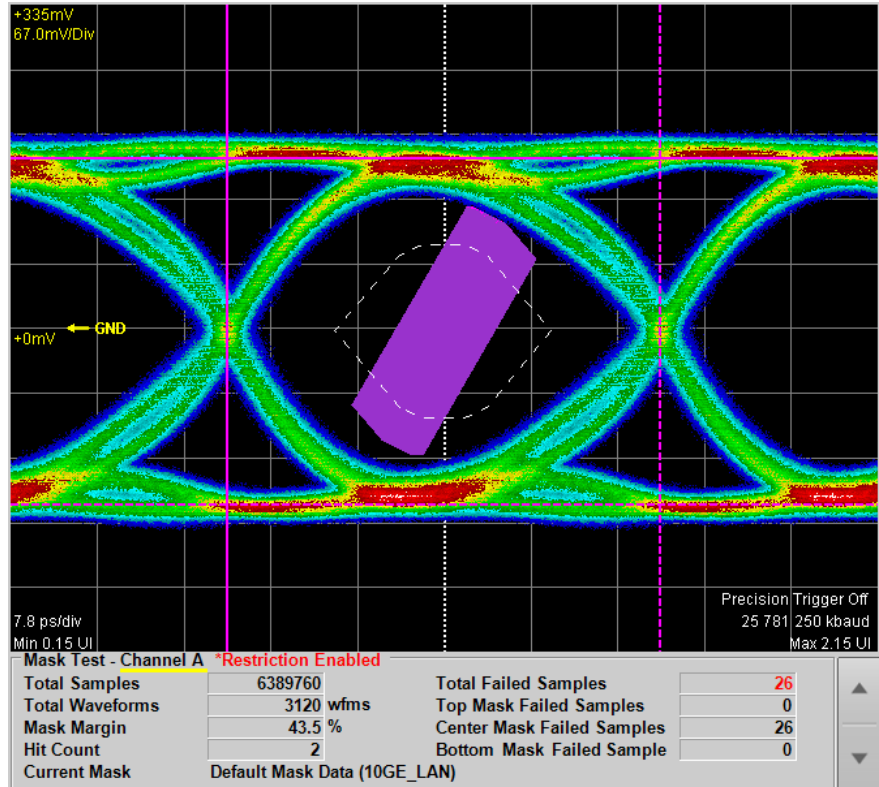 +335mV
67.0mV/Div
+0mV
GND
Precision Trigger Off
7.8 ps/div
25 781 250 kbaud
Min 0.15 UI
Max 2.15 UI
Mask Test - Channel A *Restriction Enabled
Total Samples 6389760 Total Failed Samples 26
Total Waveforms 3120 wfms Top Mask Failed Samples 0
Mask Margin 43.5 % Center Mask Failed Samples 26
Hit Count 2 Bottom Mask Failed Sample 0
Current Mask Default Mask Data (10GE_LAN)